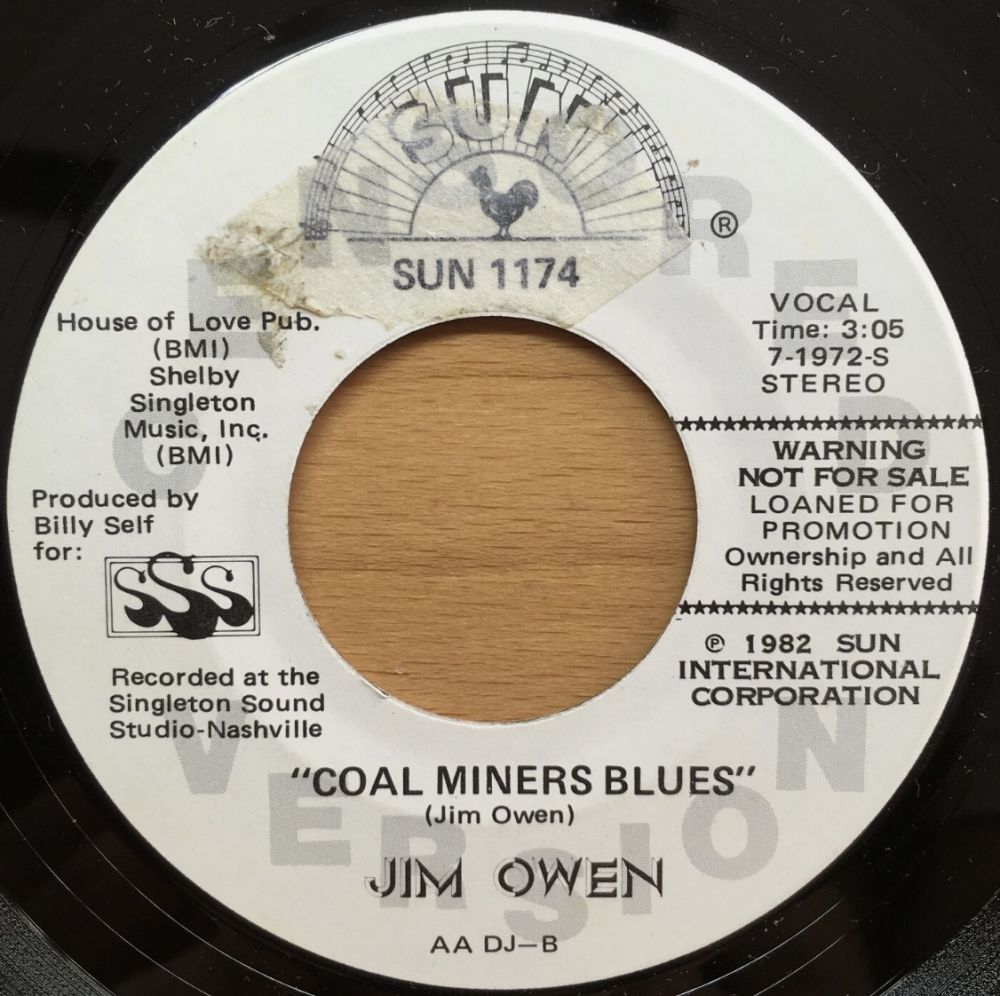 SUN
®
SUN 1174
House of Love Pub.
(BMI)
Shelby
Singleton
Music, Inc.
(BMI)
Produced by
Billy Self
for:
SSS
Recorded at the
Singleton Sound
Studio-Nashville
VOCAL
Time: 3:05
7-1972-S
STEREO
WARNING
NOT FOR SALE
LOANED FOR
PROMOTION
Ownership and All
Rights Reserved
℗ 1982 SUN
INTERNATIONAL
CORPORATION
"COAL MINERS BLUES"
(Jim Owen)
JIM OWEN
AA DJ—B
VERSION